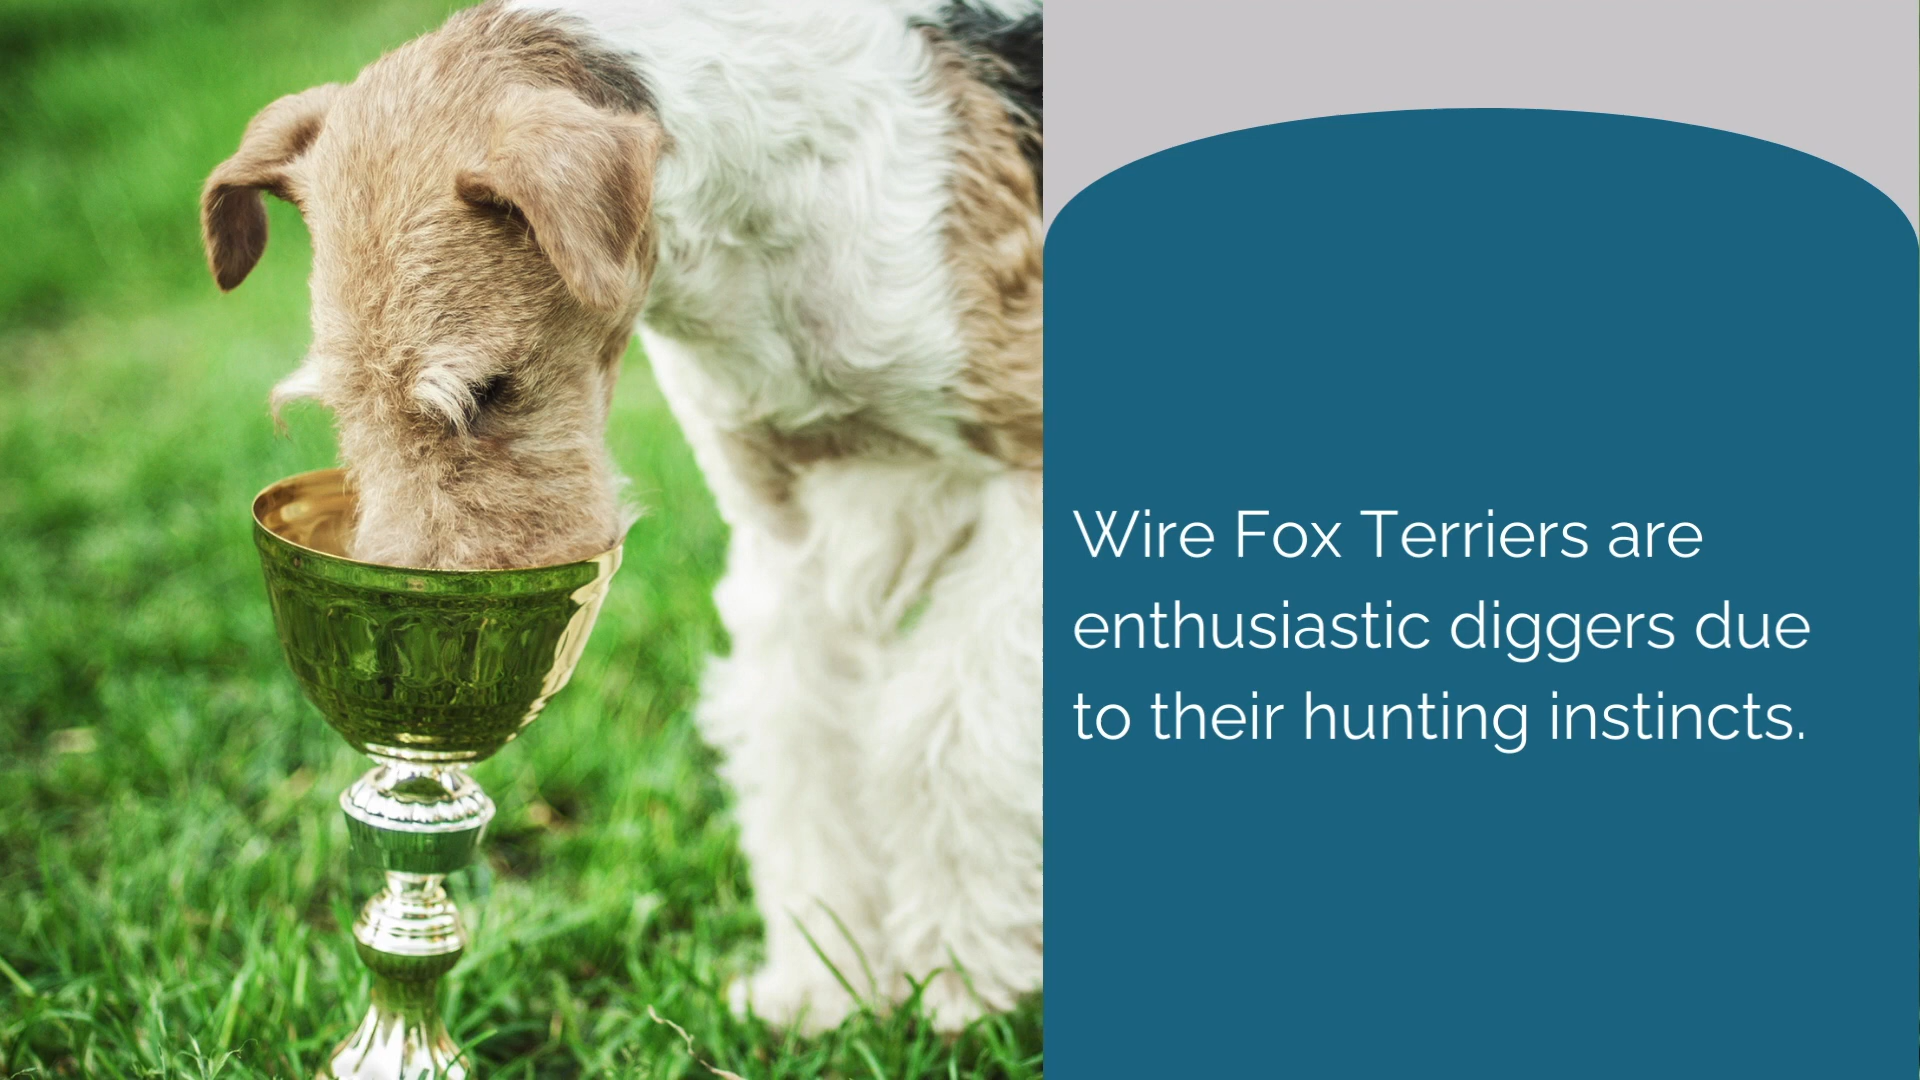 Wire Fox Terriers are
enthusiastic diggers due
to their hunting instincts.